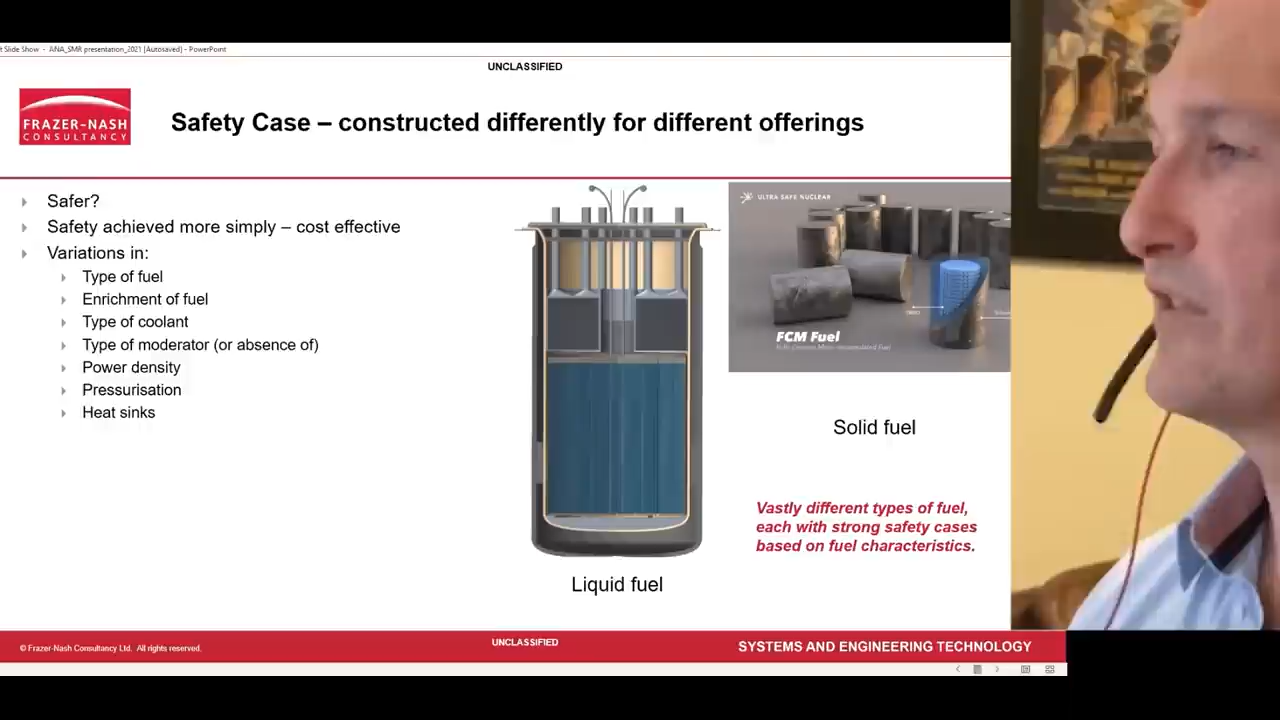 t Slide Show - ANA_SMR presentation_2021 [Autosaved] - PowerPoint
UNCLASSIFIED
FRAZER-NASH
CONSULTANCY
Safety Case – constructed differently for different offerings
Safer?
Safety achieved more simply – cost effective
Variations in:
Type of fuel
Enrichment of fuel
Type of coolant
Type of moderator (or absence of)
Power density
Pressurisation
Heat sinks
Liquid fuel
ULTRA SAFE NUCLEAR
FCM Fuel
Solid fuel
Vastly different types of fuel,
each with strong safety cases
based on fuel characteristics.
© Frazer-Nash Consultancy Ltd. All rights reserved.
UNCLASSIFIED
SYSTEMS AND ENGINEERING TECHNOLOGY